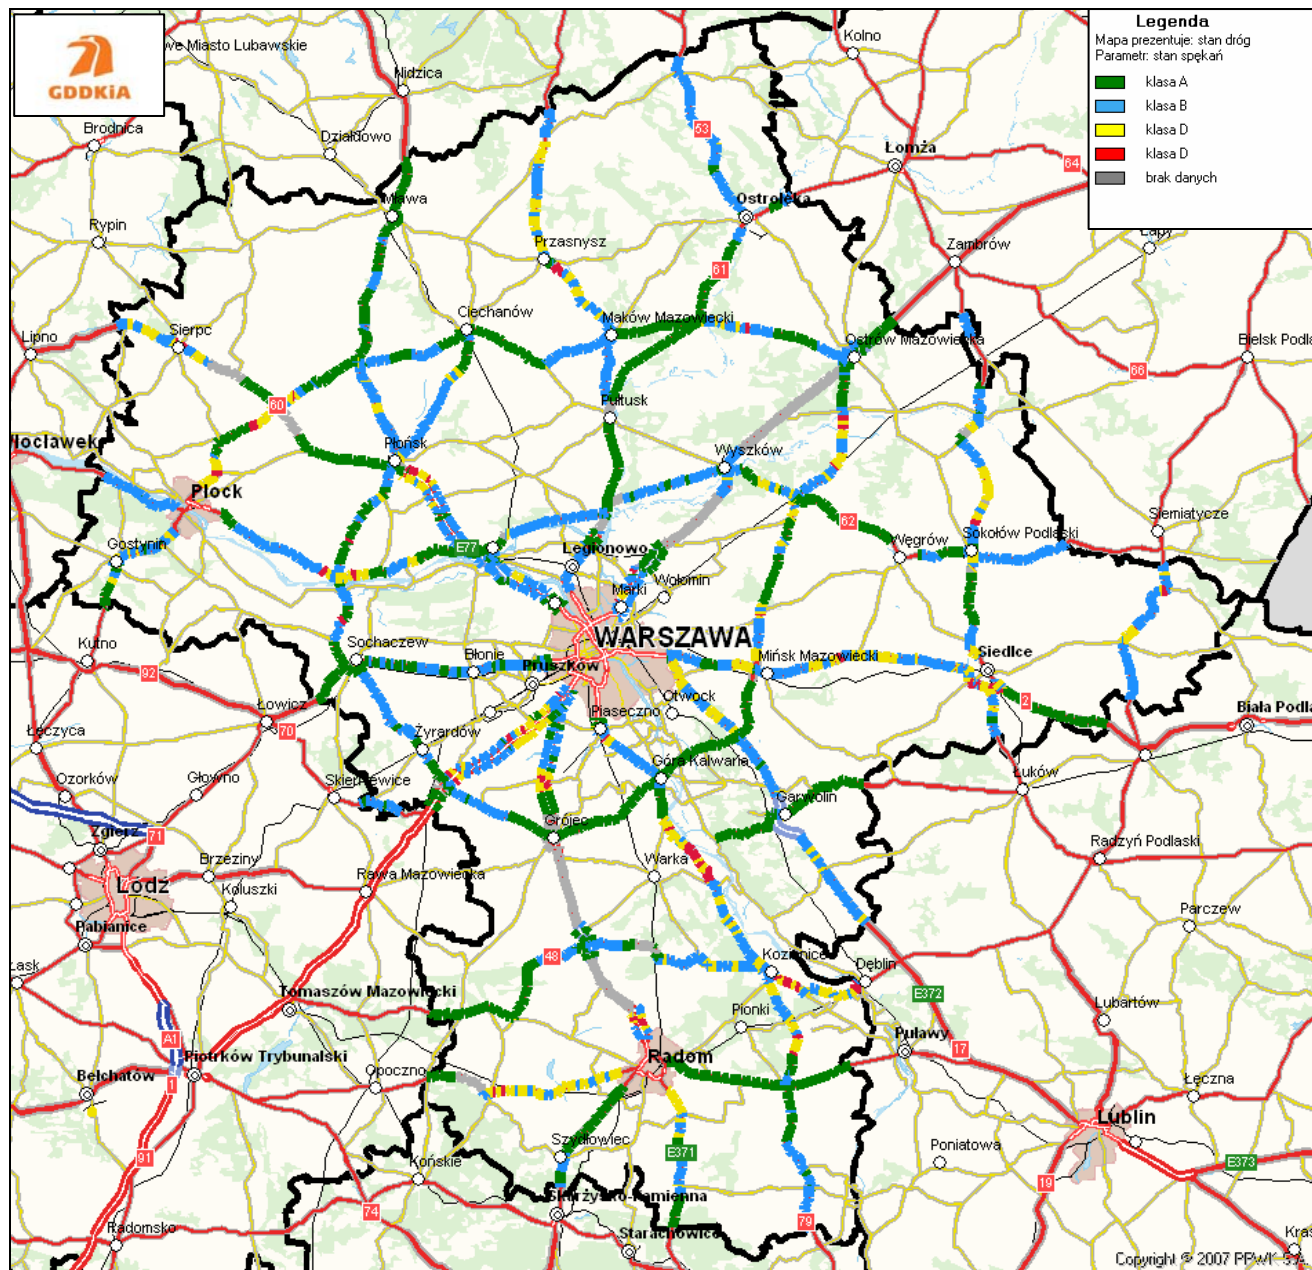 GDDKiA
Legenda
Mapa prezentuje: stan dróg
Parametr: stan spękań
klasa A
klasa B
klasa D
klasa D
brak danych
we Miasto Lubawskie
Nidzica
Kolno
Brodnica
Działdowo
53
Łomża
64
Mława
Ostrołęka
Rypin
Przasnysz
Zambrów
Łapy
61
Ciechanów
Maków Mazowiecki
Lipno
Sierpc
Ostrów Mazowiecka
Bielsk Podla
66
60
Pułtusk
Włocławek
Płońsk
Wyszków
Płock
62
Siemiatycze
Gostynin
E77
Legionowo
Węgrów
Sokołów Podlaski
Marki
Wołomin
WARSZAWA
Kutno
Sochaczew
Błonie
Pruszków
Mińsk Mazowiecki
Siedlce
92
Łowicz
Otwock
2
Biała Podla
70
Piaseczno
Łęczyca
Żyrardów
Góra Kalwaria
Ozorków
Głowno
Skierniewice
Łuków
Garwolin
Zgierz
71
Grójec
Radzyń Podlaski
Brzeziny
Warka
Łódź
Koluszki
Rawa Mazowiecka
Pabianice
Parczew
48
Kozienice
Łask
Dęblin
Tomaszów Mazowiecki
E372
Pionki
Lubartów
A1
Puławy
Piotrków Trybunalski
Radom
17
Bełchatów
1
Opoczno
Łęczna
Lublin
Szydłowiec
Poniatowa
91
Końskie
E371
E373
19
Skarżysko-Kamienna
74
79
Radomsko
Starachowice
Kraś
Copyright © 2007 PPWK S.A.